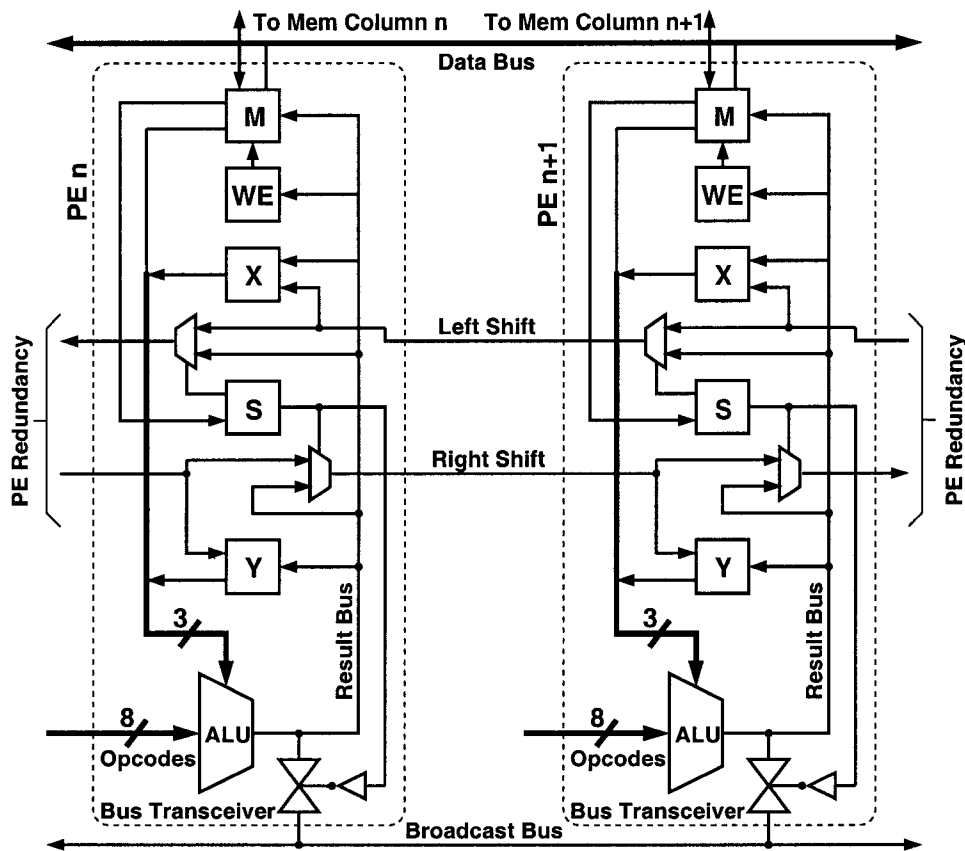 To Mem Column n
To Mem Column n+1
Data Bus
PE n
M
WE
X
PE n+1
M
WE
X
Left Shift
PE Redundancy
S
S
PE Redundancy
Right Shift
Y
Y
3
Result Bus
3
Result Bus
8
Opcodes
ALU
8
Opcodes
ALU
Bus Transceiver
Bus Transceiver
Broadcast Bus